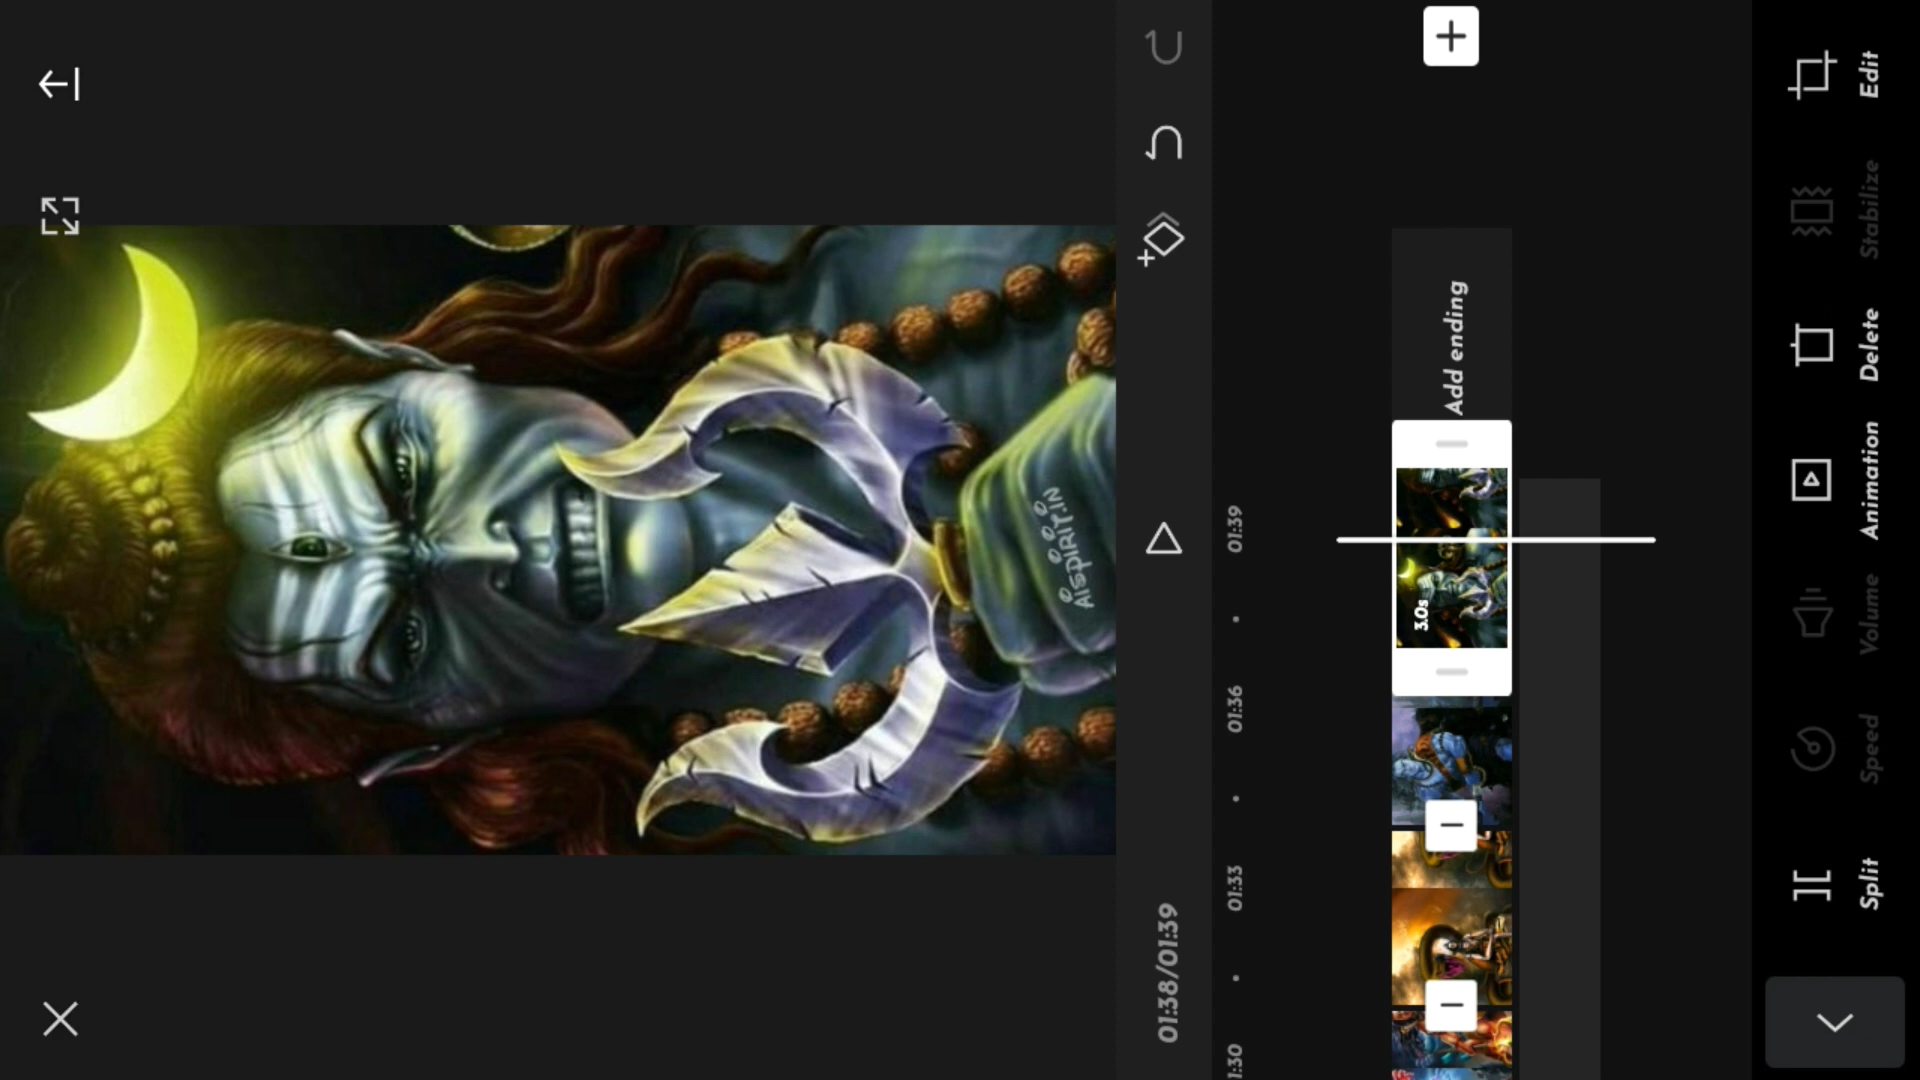 AISPIRIT.IN
01:38/01:39
1:30
01:33
01:36
01:39
3.0s
Add ending
Split
Speed
Volume
Animation
Delete
Stabilize
Edit